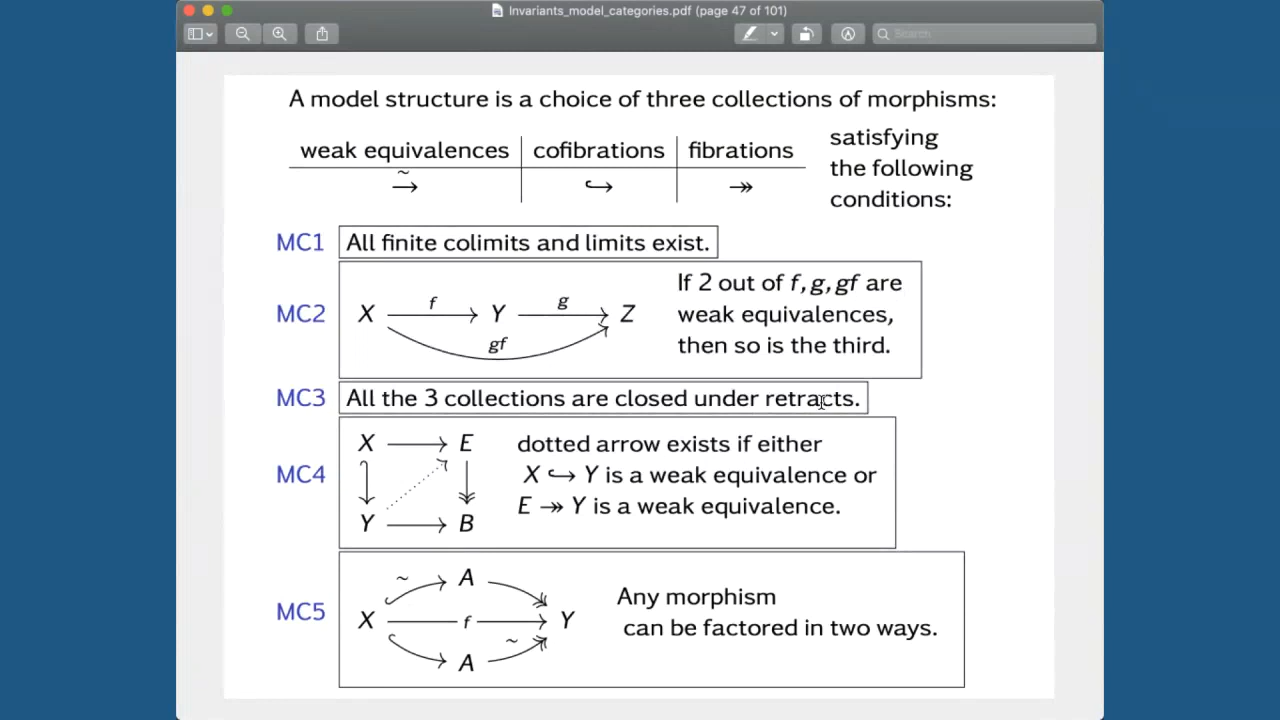 Invariants_model_categories.pdf (page 47 of 101)
Search
A model structure is a choice of three collections of morphisms:
weak equivalences cofibrations fibrations
∼→ ↪ ↠
satisfying
the following
conditions:
MC1 All finite colimits and limits exist.
MC2
X f Y g Z
gf
If 2 out of f, g, gf are
weak equivalences,
then so is the third.
MC3 All the 3 collections are closed under retracts.
MC4
X E
Y B
dotted arrow exists if either
X ↪ Y is a weak equivalence or
E ↠ Y is a weak equivalence.
MC5
∼ A
X f Y
∼
A
Any morphism
can be factored in two ways.